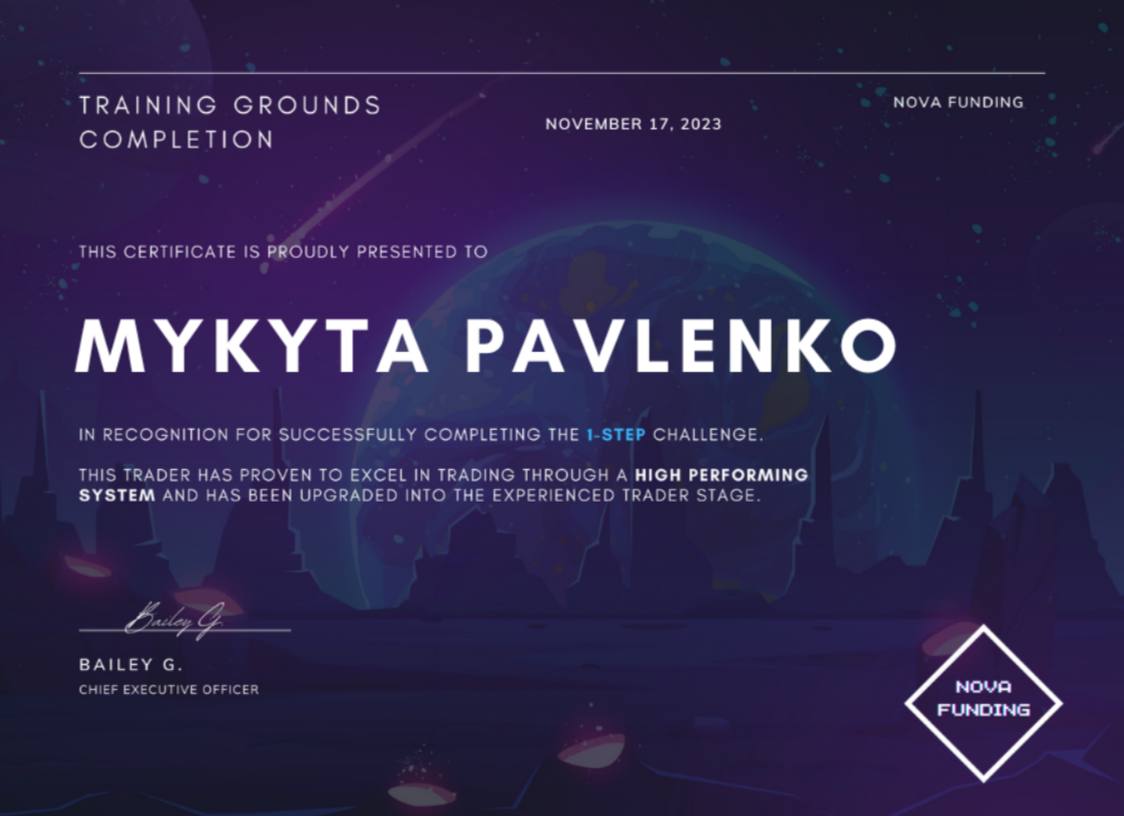 TRAINING GROUNDS
COMPLETION
NOVEMBER 17, 2023
NOVA FUNDING
THIS CERTIFICATE IS PROUDLY PRESENTED TO
MYKYTA PAVLENKO
IN RECOGNITION FOR SUCCESSFULLY COMPLETING THE 1-STEP CHALLENGE.
THIS TRADER HAS PROVEN TO EXCEL IN TRADING THROUGH A HIGH PERFORMING
SYSTEM AND HAS BEEN UPGRADED INTO THE EXPERIENCED TRADER STAGE.
Bailey G.
BAILEY G.
CHIEF EXECUTIVE OFFICER
NOVA
FUNDING